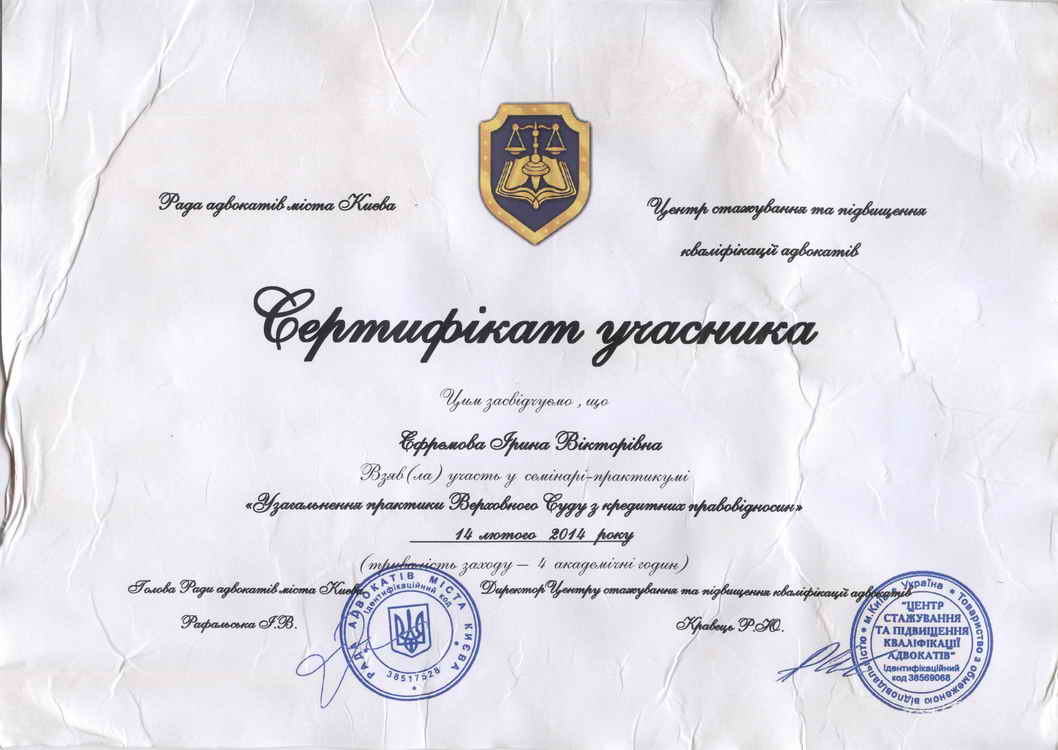 Рада адвокатів міста Києва
Центр стажування та підвищення
кваліфікації адвокатів
Сертифікат учасника
Цим засвідчуємо , що
Єфремова Ірина Вікторівна
Взяв(ла) участь у семінарі-практикумі
«Узагальнення практики Верховного Суду з кредитних правовідносин»
14 лютого 2014 року
(тривалість заходу – 4 академічні годин)
Голова Ради адвокатів міста Києва
Рафальська І.В.
Директор Центру стажування та підвищення кваліфікації адвокатів
Кравець Р.Ю.
РАДА АДВОКАТІВ МІСТА КИЄВА
Ідентифікаційний код
38517528
Україна * Товариство з обмеженою відповідальністю * м.Київ
"ЦЕНТР
СТАЖУВАННЯ
ТА ПІДВИЩЕННЯ
КВАЛІФІКАЦІЇ
АДВОКАТІВ"
Ідентифікаційний
код 38569068